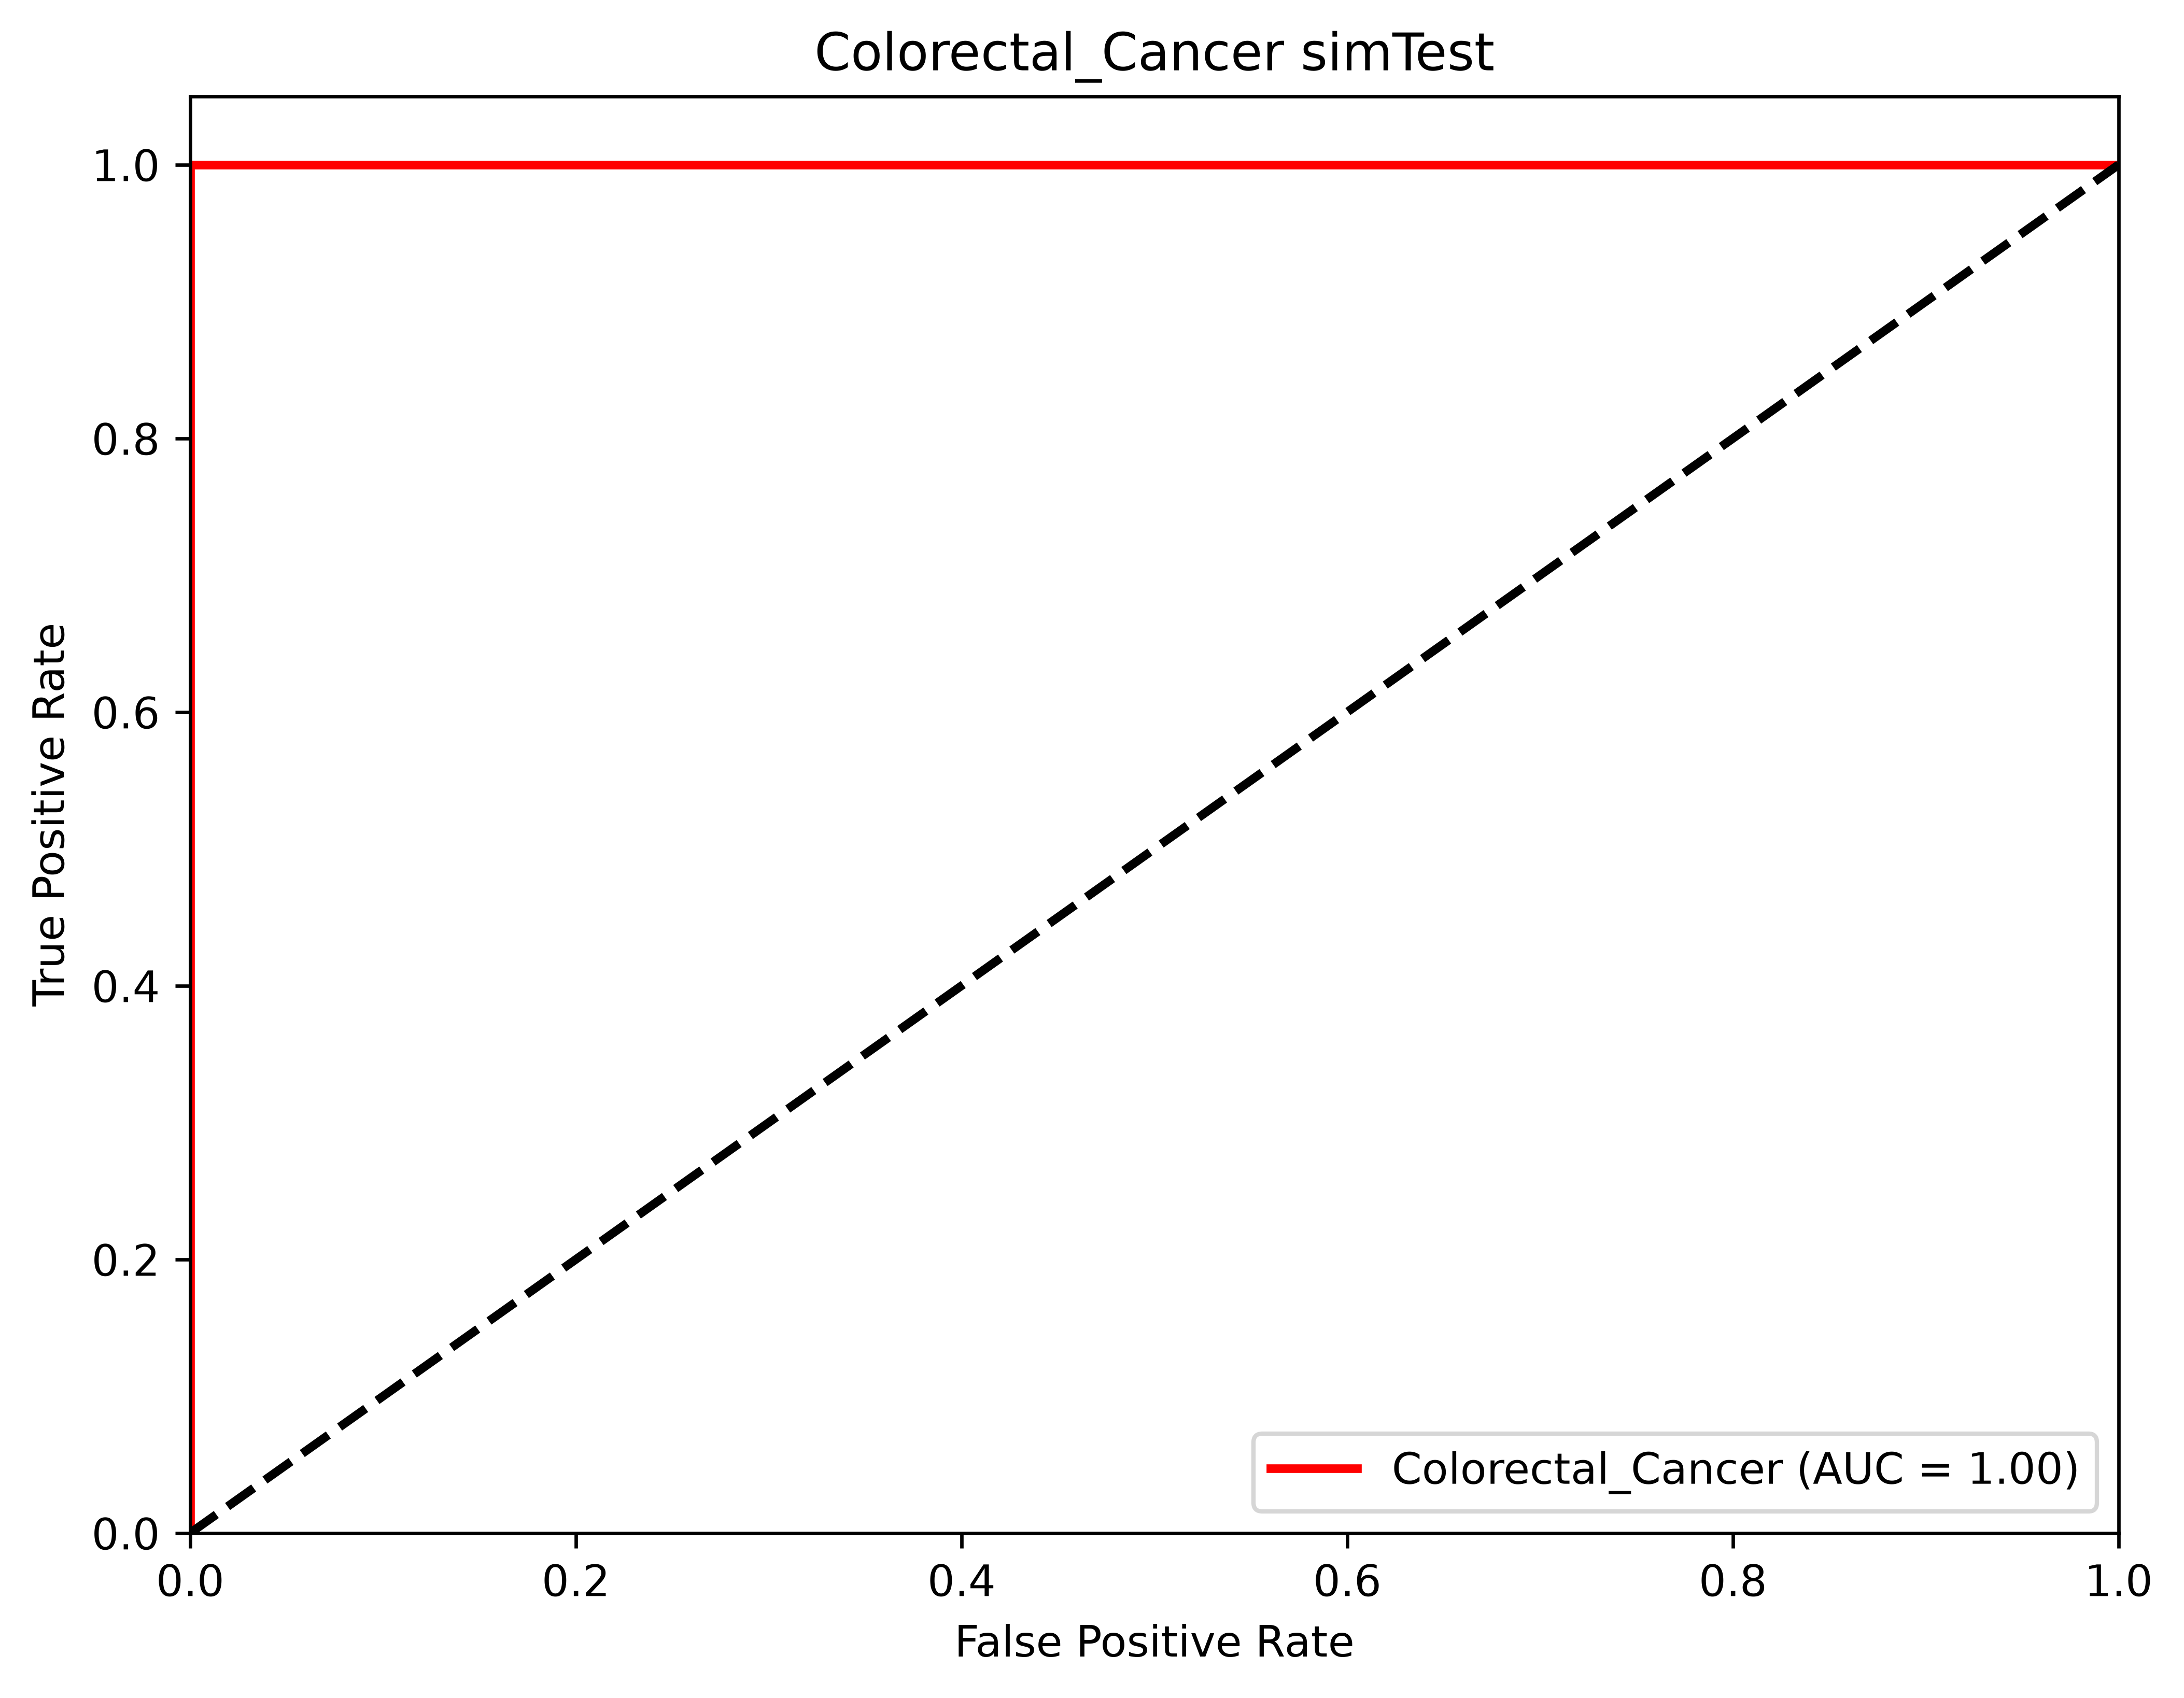 Colorectal_Cancer simTest
True Positive Rate
1.0
0.8
0.6
0.4
0.2
0.0
0.0 0.2 0.4 0.6 0.8 1.0
False Positive Rate
Colorectal_Cancer (AUC = 1.00)